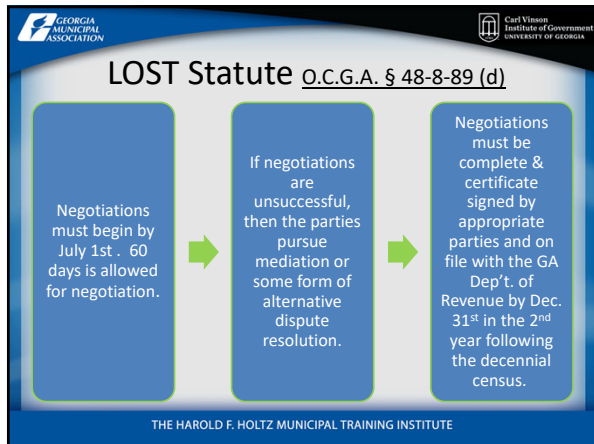 GEORGIA
MUNICIPAL
ASSOCIATION
Carl Vinson
Institute of Government
UNIVERSITY OF GEORGIA
LOST Statute O.C.G.A. § 48-8-89 (d)
Negotiations
must begin by
July 1st . 60
days is allowed
for negotiation.
If negotiations
are
unsuccessful,
then the parties
pursue
mediation or
some form of
alternative
dispute
resolution.
Negotiations
must be
complete &
certificate
signed by
appropriate
parties and on
file with the GA
Dep’t. of
Revenue by Dec.
31st in the 2nd
year following
the decennial
census.
THE HAROLD F. HOLTZ MUNICIPAL TRAINING INSTITUTE